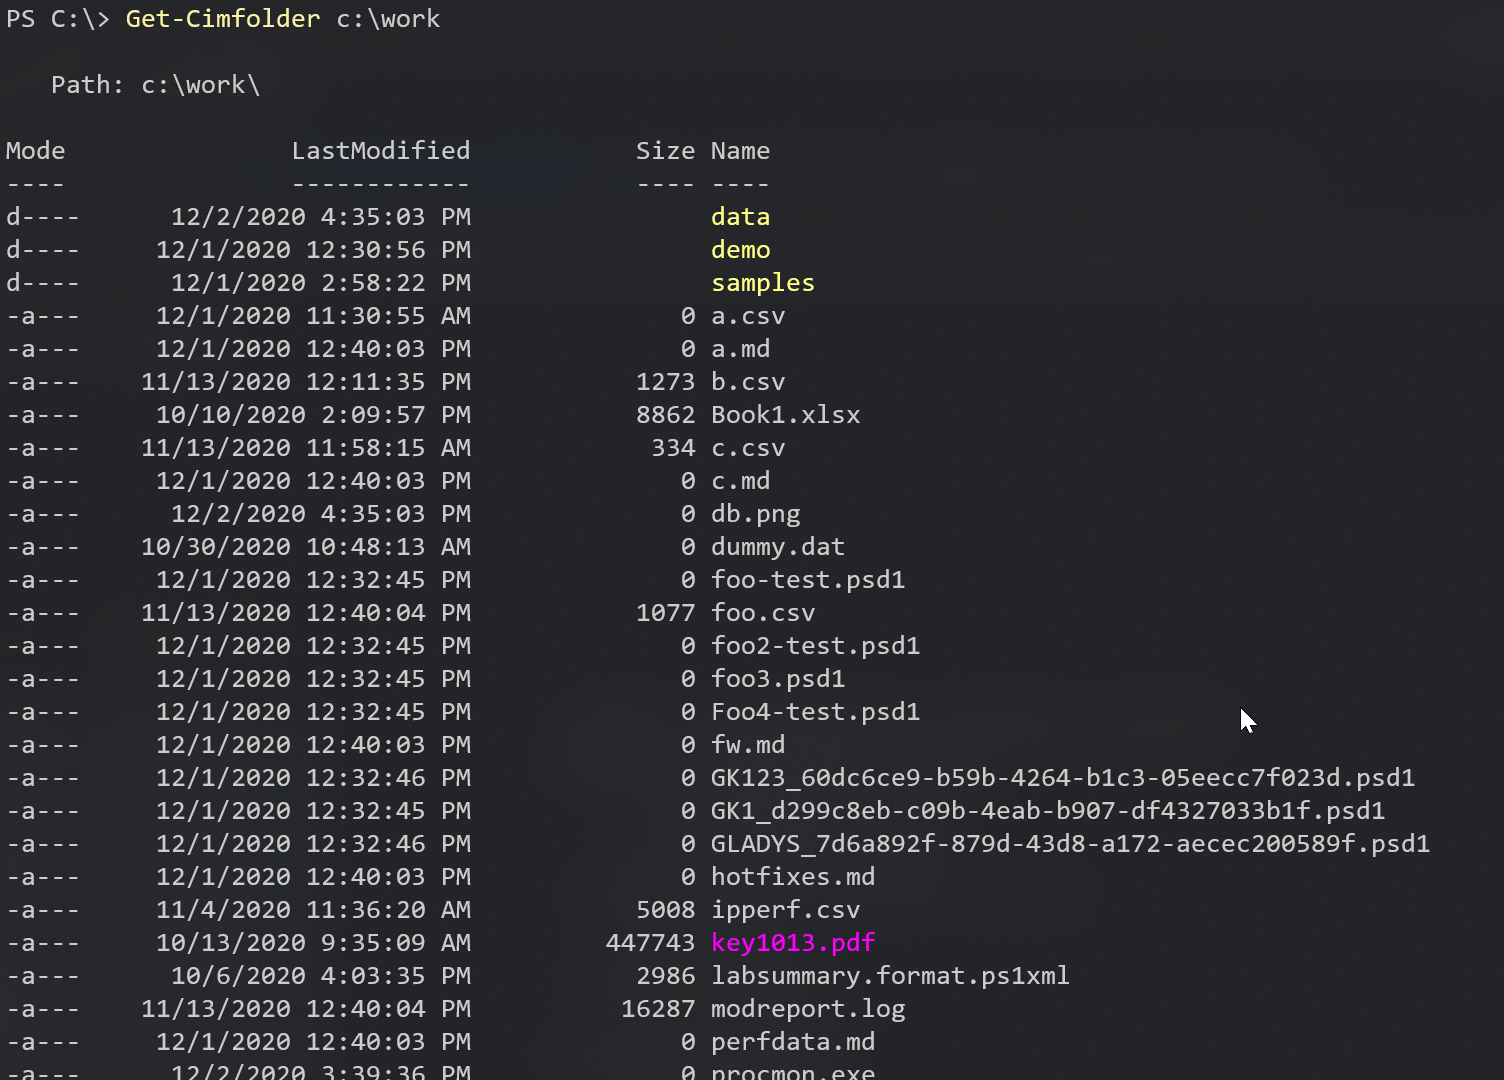 PS C:\> Get-Cimfolder c:\work
Path: c:\work\
Mode LastModified Size Name
---- ------------ ---- ----
d---- 12/2/2020 4:35:03 PM data
d---- 12/1/2020 12:30:56 PM demo
d---- 12/1/2020 2:58:22 PM samples
-a--- 12/1/2020 11:30:55 AM 0 a.csv
-a--- 12/1/2020 12:40:03 PM 0 a.md
-a--- 11/13/2020 12:11:35 PM 1273 b.csv
-a--- 10/10/2020 2:09:57 PM 8862 Book1.xlsx
-a--- 11/13/2020 11:58:15 AM 334 c.csv
-a--- 12/1/2020 12:40:03 PM 0 c.md
-a--- 12/2/2020 4:35:03 PM 0 db.png
-a--- 10/30/2020 10:48:13 AM 0 dummy.dat
-a--- 12/1/2020 12:32:45 PM 0 foo-test.psd1
-a--- 11/13/2020 12:40:04 PM 1077 foo.csv
-a--- 12/1/2020 12:32:45 PM 0 foo2-test.psd1
-a--- 12/1/2020 12:32:45 PM 0 foo3.psd1
-a--- 12/1/2020 12:32:45 PM 0 Foo4-test.psd1
-a--- 12/1/2020 12:40:03 PM 0 fw.md
-a--- 12/1/2020 12:32:46 PM 0 GK123_60dc6ce9-b59b-4264-b1c3-05eecc7f023d.psd1
-a--- 12/1/2020 12:32:45 PM 0 GK1_d299c8eb-c09b-4eab-b907-df4327033b1f.psd1
-a--- 12/1/2020 12:32:46 PM 0 GLADYS_7d6a892f-879d-43d8-a172-aecec200589f.psd1
-a--- 12/1/2020 12:40:03 PM 0 hotfixes.md
-a--- 11/4/2020 11:36:20 AM 5008 ipperf.csv
-a--- 10/13/2020 9:35:09 AM 447743 key1013.pdf
-a--- 10/6/2020 4:03:35 PM 2986 labsummary.format.ps1xml
-a--- 11/13/2020 12:40:04 PM 16287 modreport.log
-a--- 12/1/2020 12:40:03 PM 0 perfdata.md
-a--- 12/2/2020 3:39:36 PM 0 procmon.exe